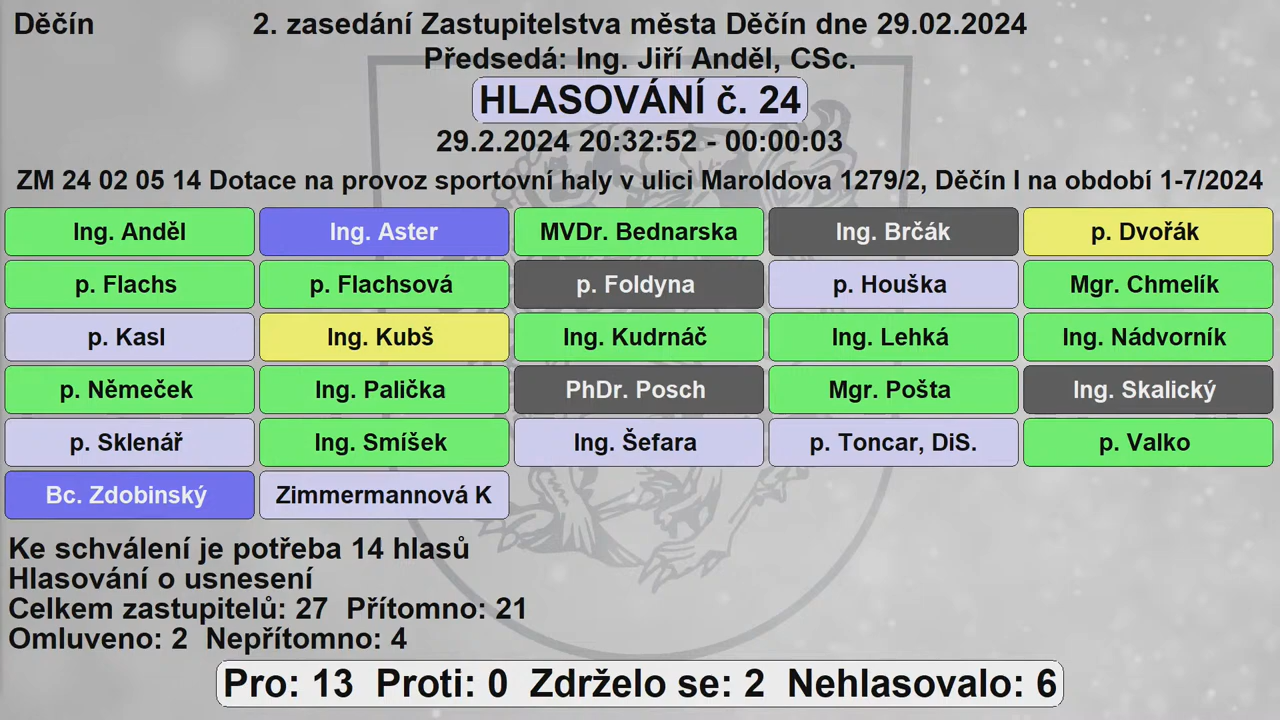 Děčín 2. zasedání Zastupitelstva města Děčín dne 29.02.2024
Předsedá: Ing. Jiří Anděl, CSc.
HLASOVÁNÍ č. 24
29.2.2024 20:32:52 - 00:00:03
ZM 24 02 05 14 Dotace na provoz sportovní haly v ulici Maroldova 1279/2, Děčín I na období 1-7/2024
Ing. Anděl Ing. Aster MVDr. Bednarska Ing. Brčák p. Dvořák
p. Flachs p. Flachsová p. Foldyna p. Houška Mgr. Chmelík
p. Kasl Ing. Kubš Ing. Kudrnáč Ing. Lehká Ing. Nádvorník
p. Němeček Ing. Palička PhDr. Posch Mgr. Pošta Ing. Skalický
p. Sklenář Ing. Smíšek Ing. Šefara p. Toncar, DiS. p. Valko
Bc. Zdobinský Zimmermannová K
Ke schválení je potřeba 14 hlasů
Hlasování o usnesení
Celkem zastupitelů: 27 Přítomno: 21
Omluveno: 2 Nepřítomno: 4
Pro: 13 Proti: 0 Zdrželo se: 2 Nehlasovalo: 6